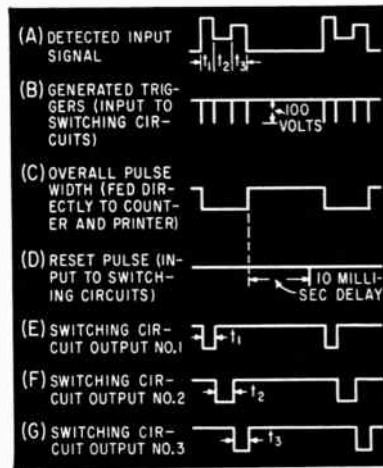 (A) DETECTED INPUT
SIGNAL
t₁ t₂ t₃
(B) GENERATED TRIG-
GERS (INPUT TO
SWITCHING CIR-
CUITS)
-100
VOLTS
(C) OVERALL PULSE
WIDTH (FED DI-
RECTLY TO COUNT-
ER AND PRINTER)
(D) RESET PULSE (IN-
PUT TO SWITCH-
ING CIRCUITS)
10 MILLI-
SEC DELAY
(E) SWITCHING CIR-
CUIT OUTPUT NO.1
t₁
(F) SWITCHING CIR-
CUIT OUTPUT NO.2
t₂
(G) SWITCHING CIR-
CUIT OUTPUT NO.3
t₃